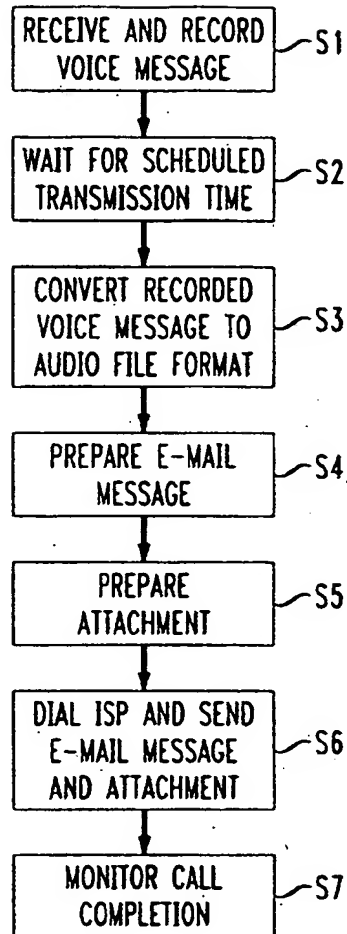 RECEIVE AND RECORD
VOICE MESSAGE
S1
WAIT FOR SCHEDULED
TRANSMISSION TIME
S2
CONVERT RECORDED
VOICE MESSAGE TO
AUDIO FILE FORMAT
S3
PREPARE E-MAIL
MESSAGE
S4
PREPARE
ATTACHMENT
S5
DIAL ISP AND SEND
E-MAIL MESSAGE
AND ATTACHMENT
S6
MONITOR CALL
COMPLETION
S7